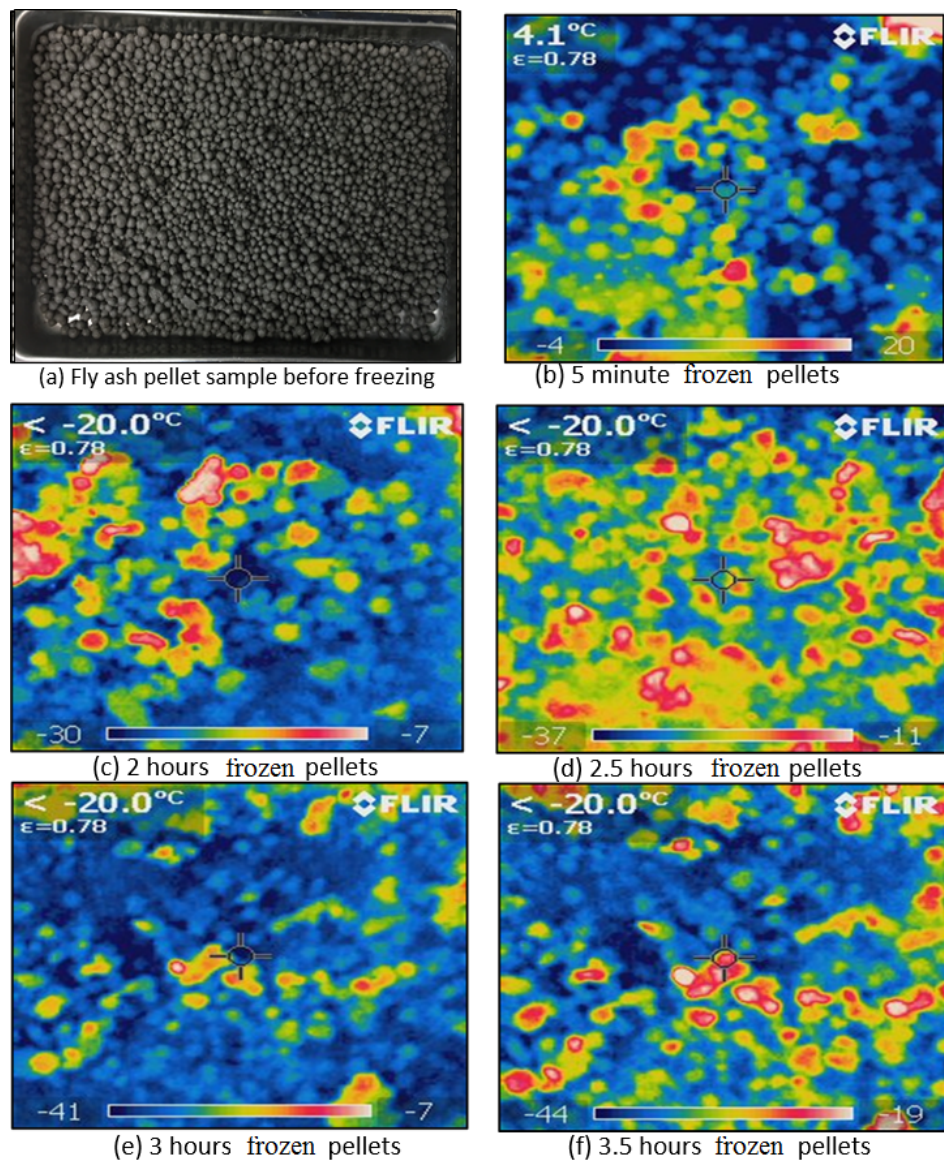 4.1°C
ε=0.78
FLIR
-4
20
(a) Fly ash pellet sample before freezing
(b) 5 minute frozen pellets
< -20.0°C
ε=0.78
FLIR
-30
-7
< -20.0°C
ε=0.78
FLIR
-37
-11
(c) 2 hours frozen pellets
(d) 2.5 hours frozen pellets
< -20.0°C
ε=0.78
FLIR
-41
-7
< -20.0°C
ε=0.78
FLIR
-44
-19
(e) 3 hours frozen pellets
(f) 3.5 hours frozen pellets